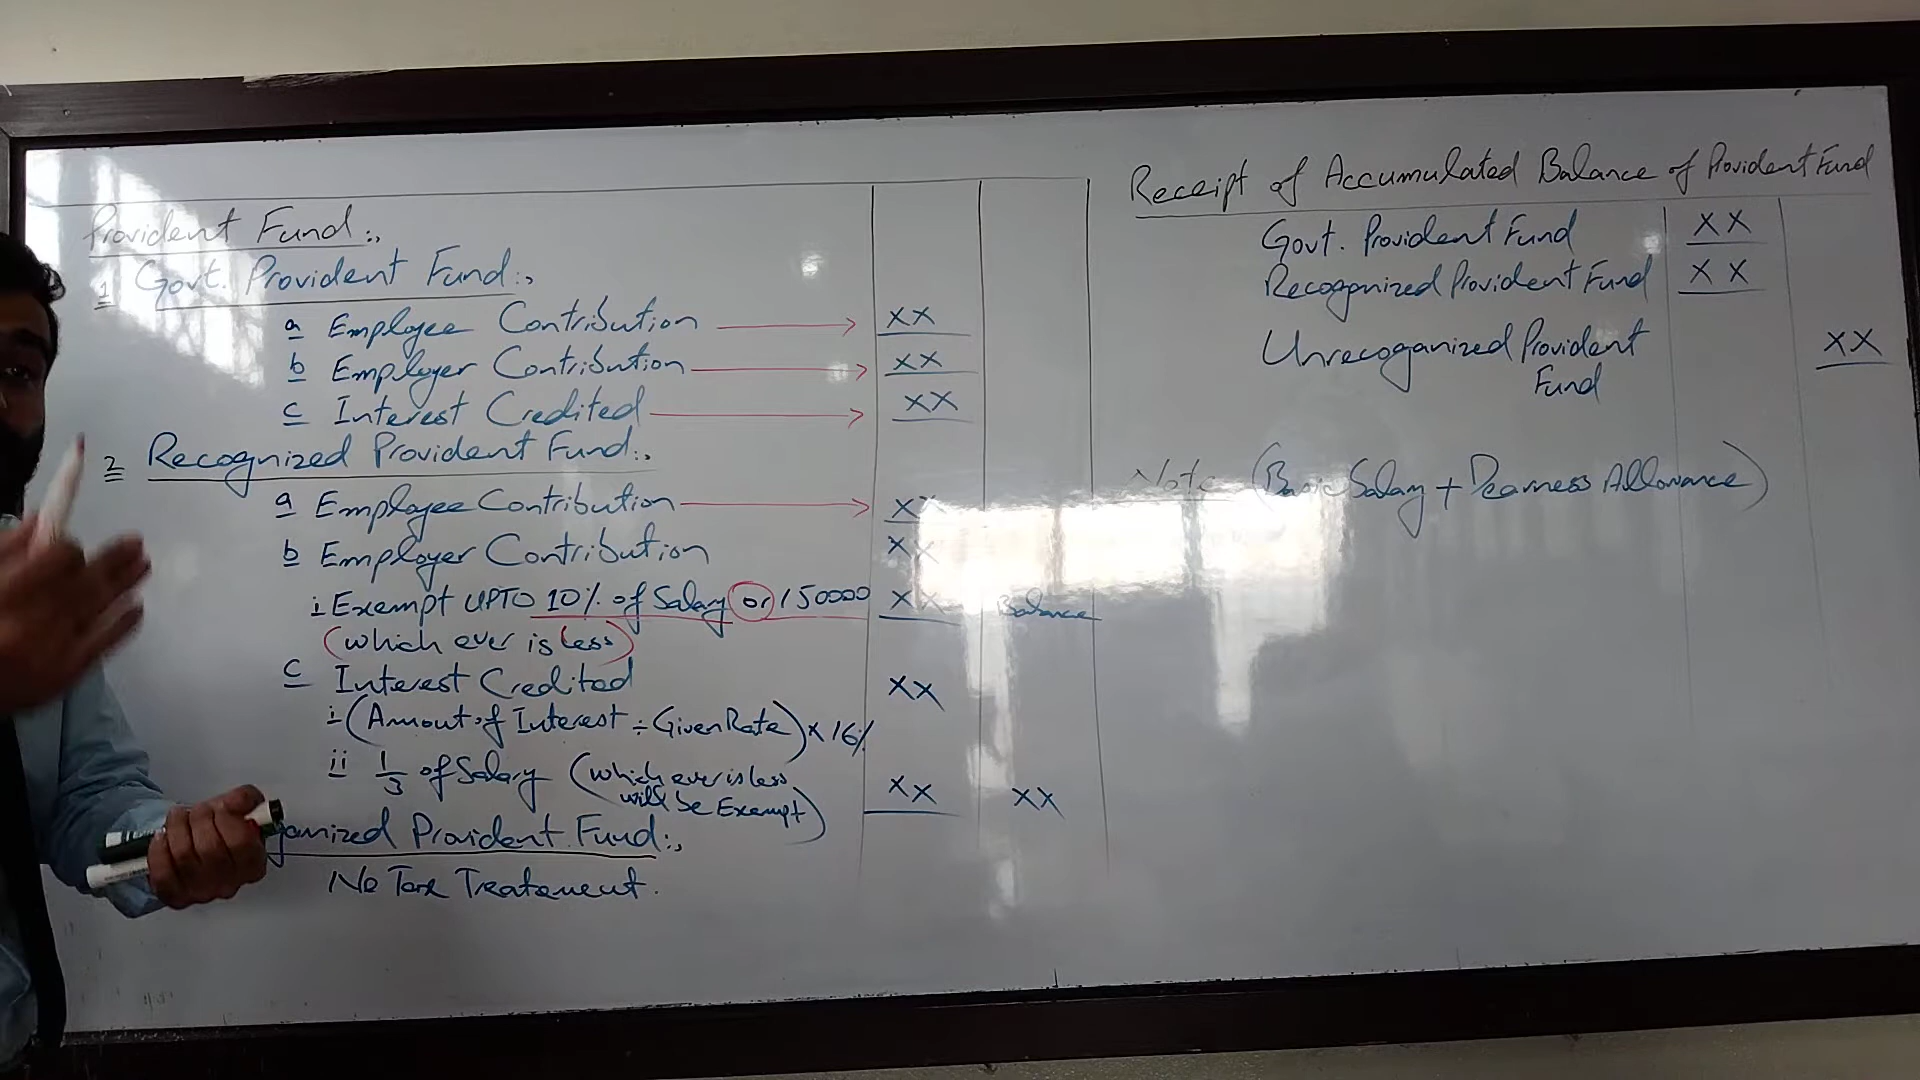 Provident Fund:,
1 Govt. Provident Fund:,
a Employee Contribution → XX
b Employer Contribution → XX
c Interest Credited → XX
2 Recognized Provident Fund:,
a Employee Contribution → XX
b Employer Contribution XX
i Exempt UPTO 10% of Salary or 150000 XX Balance
(which ever is less)
c Interest Credited XX
i (Amount of Interest ÷ Given Rate) × 16%
ii 1/3 of Salary (which ever is less
will be Exempt) XX XX
oganized Provident Fund:,
No Tax Treatement.
Receipt of Accumulated Balance of Provident Fund
Govt. Provident Fund XX
Recoganized Provident Fund XX
Unrecoganized Provident
Fund XX
Note (Basic Salary + Dearness Allowance)